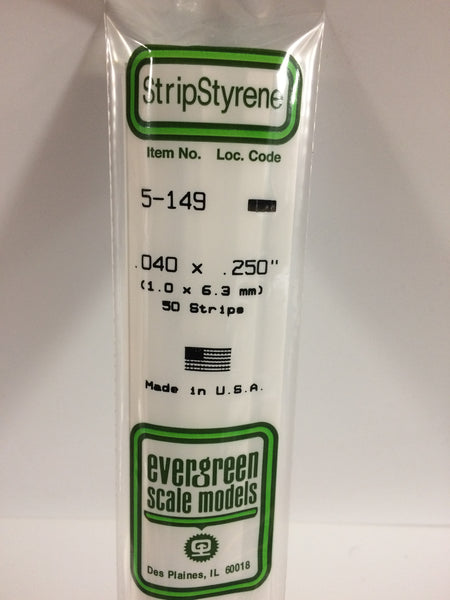 StripStyrene
Item No. Loc. Code
5-149
.040 x .250"
(1.0 x 6.3 mm)
50 Strips
Made in U.S.A.
evergreen
scale models
Des Plaines, IL 60018